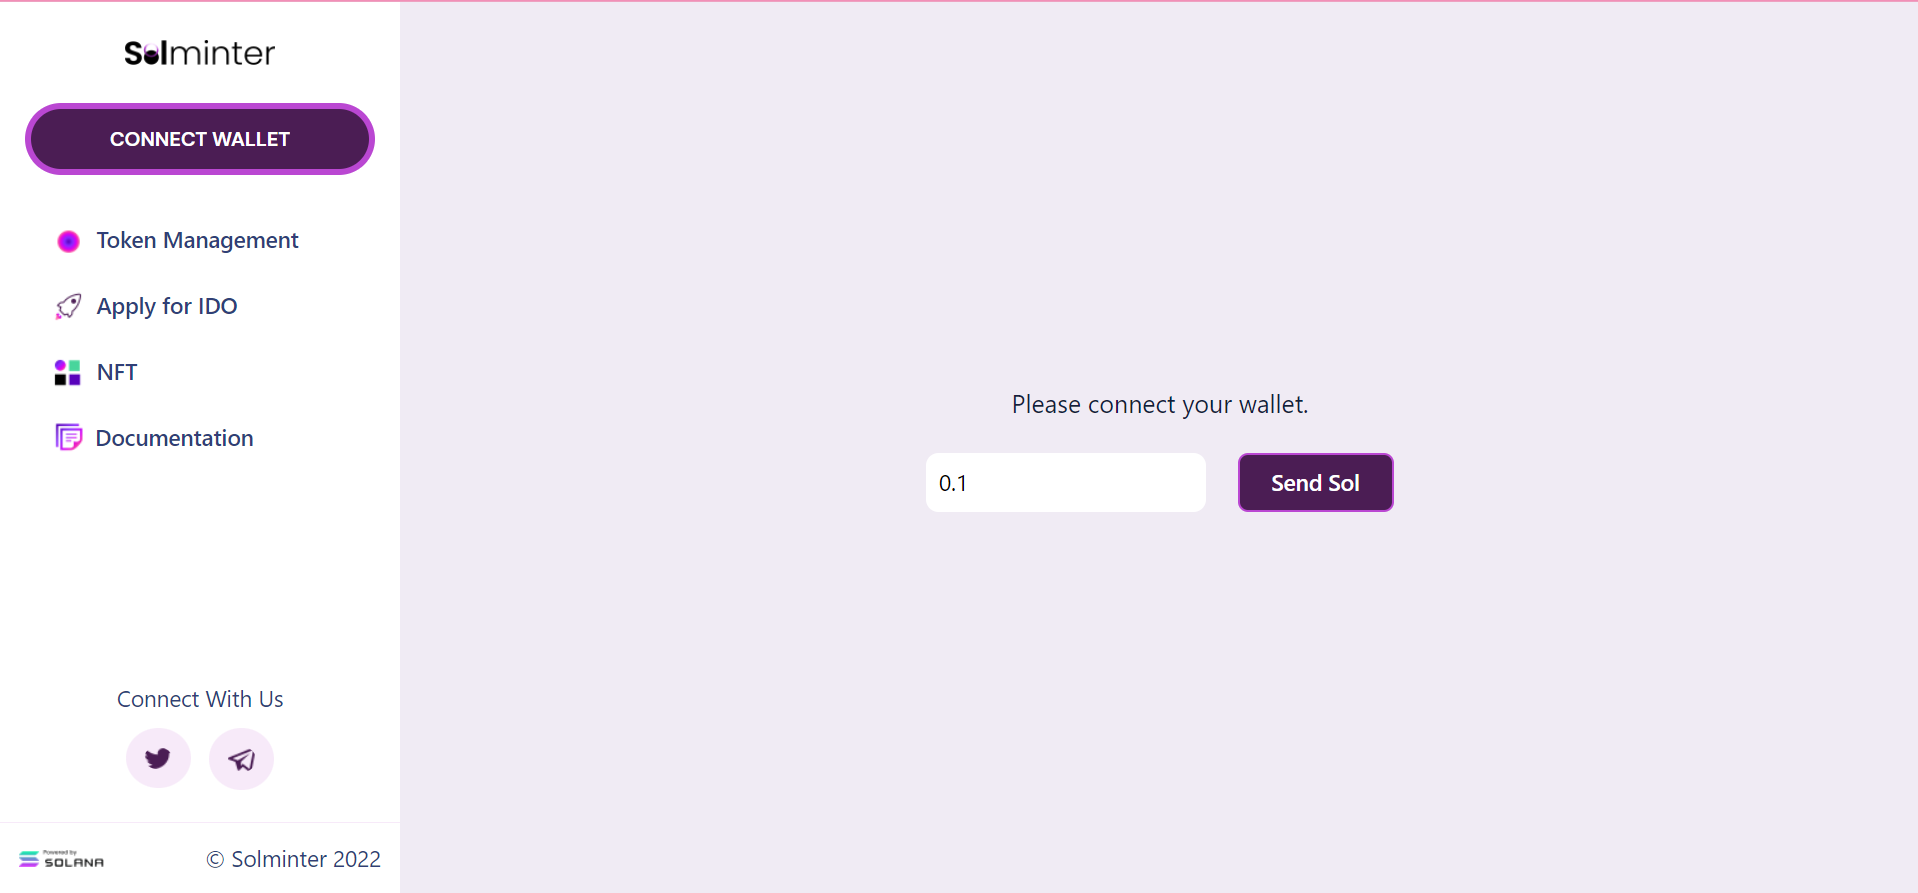 Solminter
CONNECT WALLET
Token Management
Apply for IDO
NFT
Documentation
Please connect your wallet.
0.1
Send Sol
Connect With Us
Powered by
SOLANA
© Solminter 2022